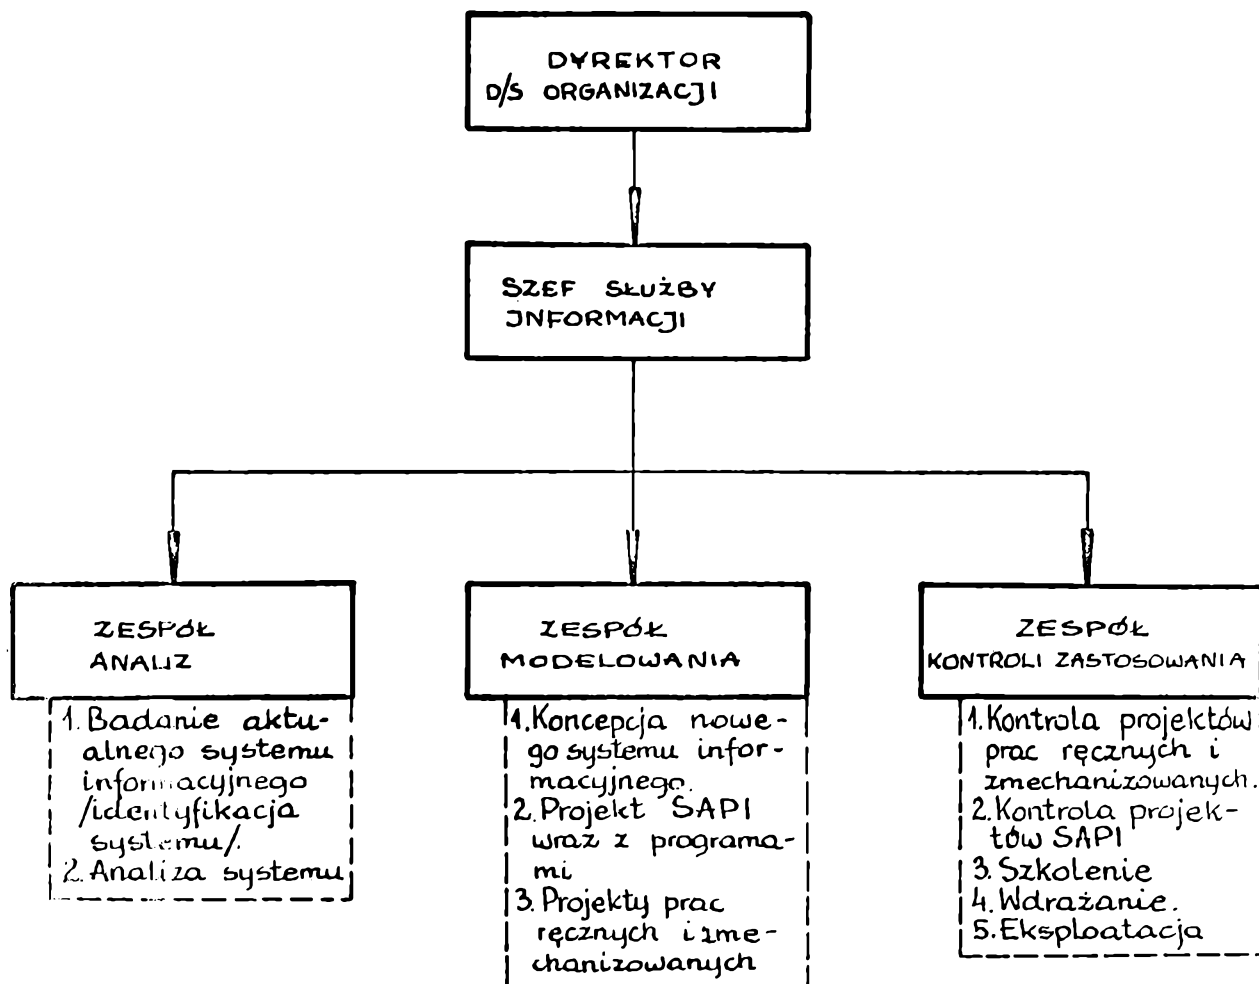 DYREKTOR
D/S ORGANIZACJI
SZEF SŁUŻBY
INFORMACJI
ZESPÓŁ
ANALIZ
1. Badanie aktu-
alnego systemu
informacyjnego
/identyfikacja
systemu/.
2. Analiza systemu
ZESPÓŁ
MODELOWANIA
1. Koncepcja nowe-
go systemu infor-
macyjnego.
2. Projekt SAPI
wraz z programa-
mi
3. Projekty prac
ręcznych i zme-
chanizowanych
ZESPÓŁ
KONTROLI ZASTOSOWANIA
1. Kontrola projektów
prac ręcznych i
zmechanizowanych.
2. Kontrola projek-
tów SAPI
3. Szkolenie
4. Wdrażanie.
5. Eksploatacja